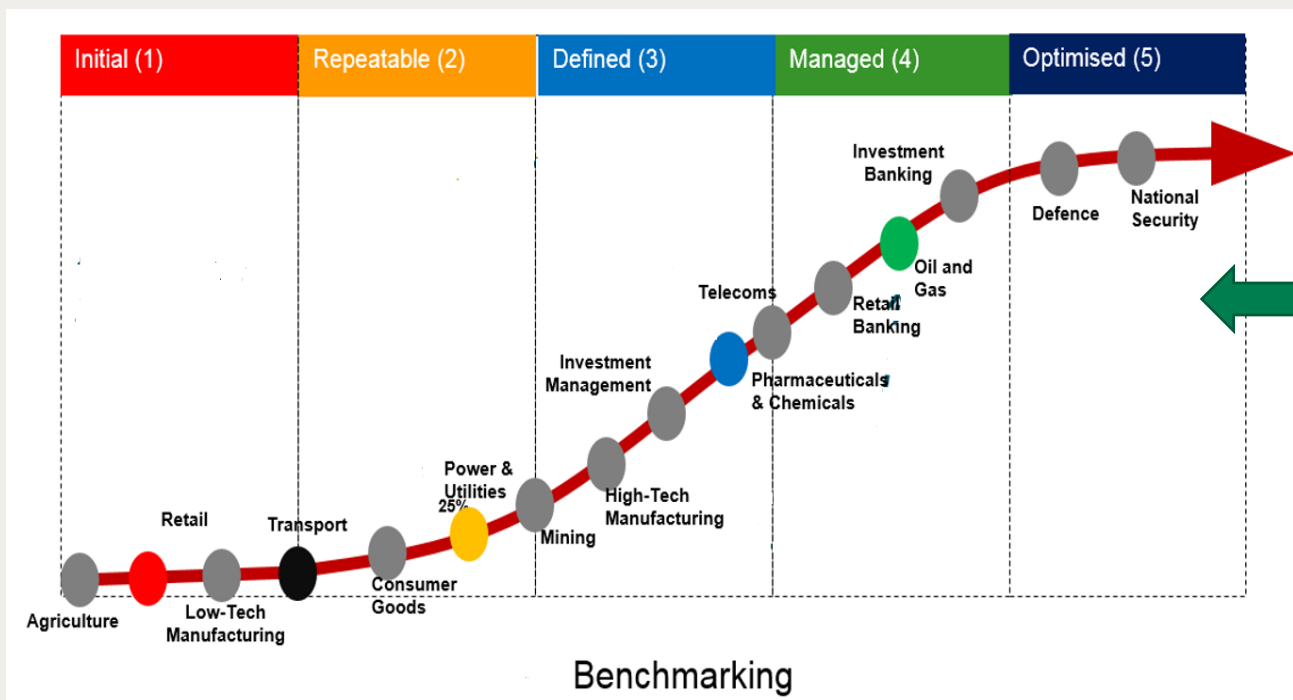 Initial (1)
Repeatable (2)
Defined (3)
Managed (4)
Optimised (5)
Investment
Banking
Defence
National
Security
Oil and
Gas
Telecoms
Retail
Banking
Investment
Management
Pharmaceuticals
& Chemicals
Power &
Utilities
25%
High-Tech
Manufacturing
Mining
Retail
Transport
Consumer
Goods
Agriculture
Low-Tech
Manufacturing
Benchmarking